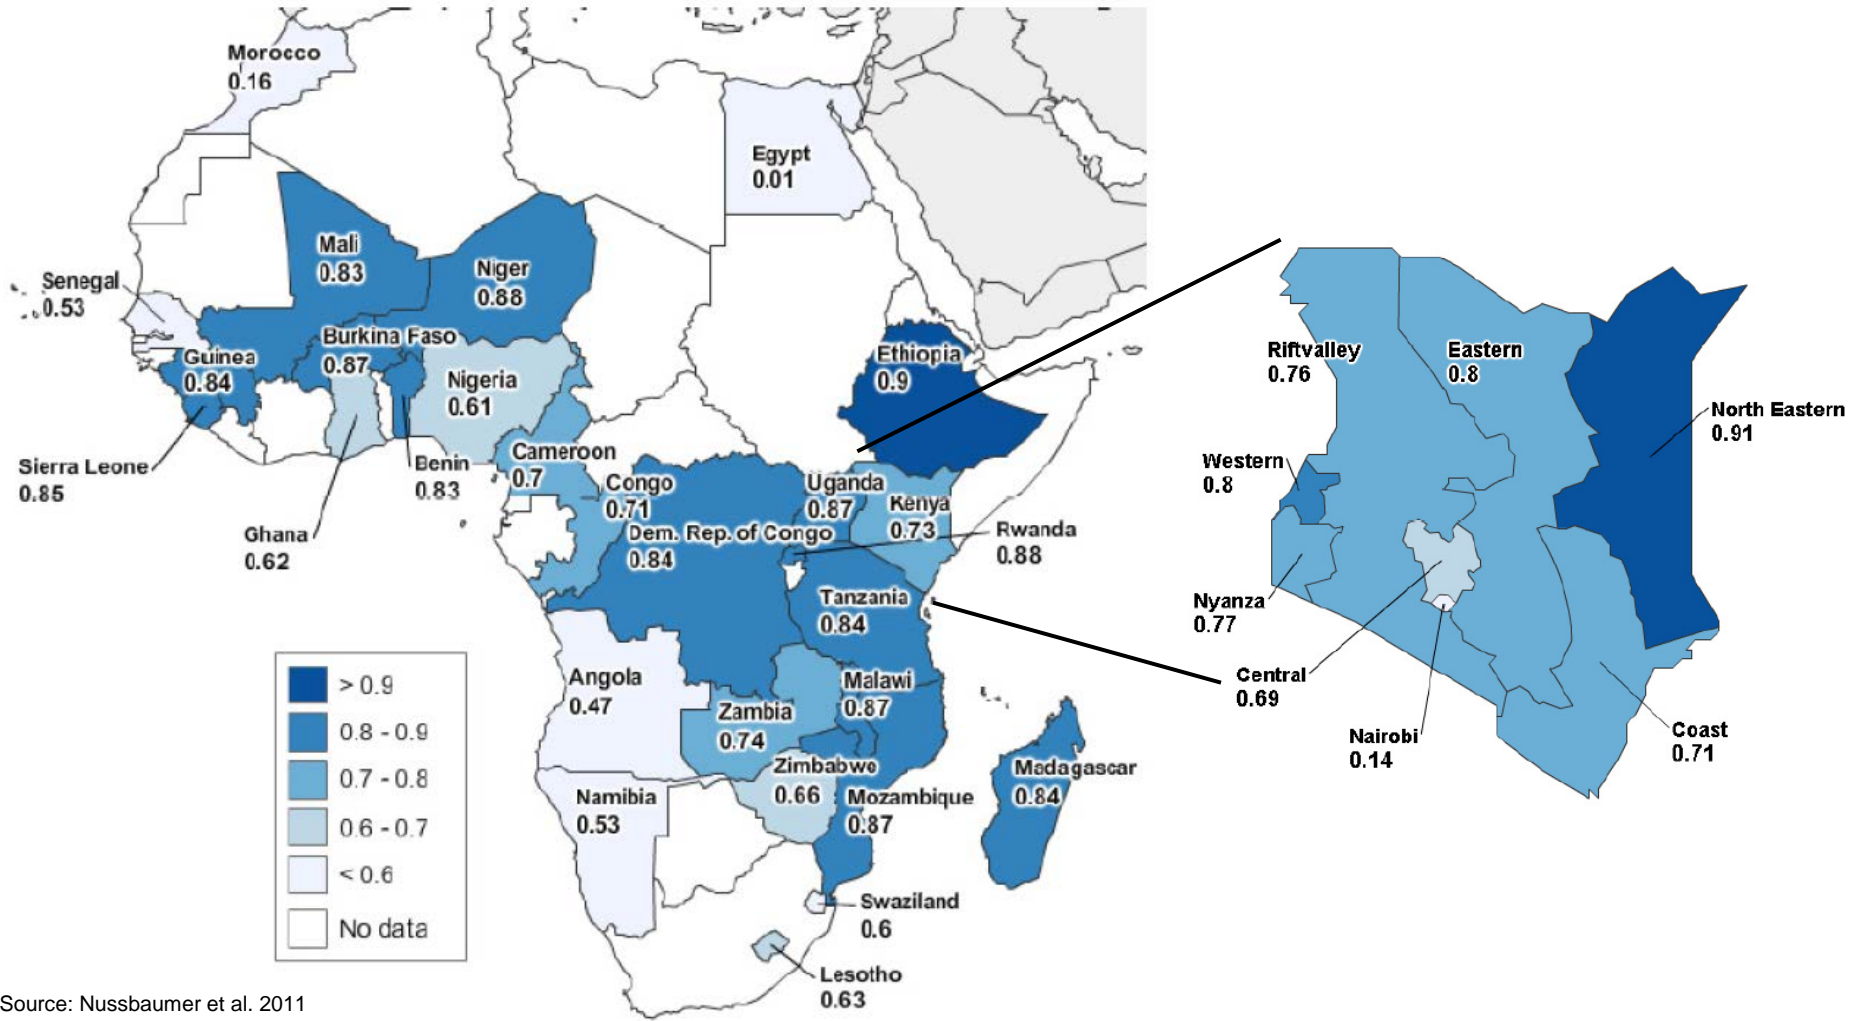 Morocco
0.16
Egypt
0.01
Mali
0.83
Niger
0.88
Senegal
0.53
Burkina Faso
0.87
Guinea
0.84
Nigeria
0.61
Ethiopia
0.9
Sierra Leone
0.85
Ghana
0.62
Benin
0.83
Cameroon
0.7
Congo
0.71
Dem. Rep. of Congo
0.84
Uganda
0.87
Kenya
0.73
Rwanda
0.88
Tanzania
0.84
Angola
0.47
Malawi
0.87
Zambia
0.74
Zimbabwe
0.66
Namibia
0.53
Mozambique
0.87
Madagascar
0.84
Swaziland
0.6
Lesotho
0.63
> 0.9
0.8 - 0.9
0.7 - 0.8
0.6 - 0.7
< 0.6
No data
Riftvalley
0.76
Eastern
0.8
North Eastern
0.91
Western
0.8
Nyanza
0.77
Central
0.69
Nairobi
0.14
Coast
0.71
Source: Nussbaumer et al. 2011